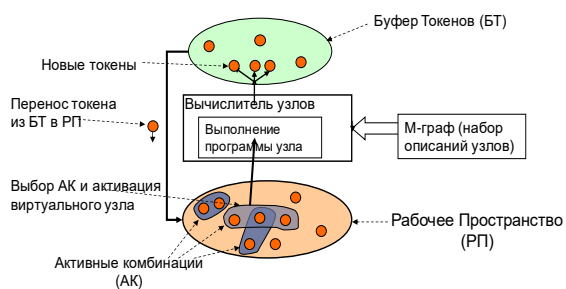 Буфер Токенов (БТ)
Новые токены
Перенос токена
из БТ в РП
Вычислитель узлов
Выполнение
программы узла
М-граф (набор
описаний узлов)
Выбор АК и активация
виртуального узла
Рабочее Пространство
(РП)
Активные комбинации
(АК)